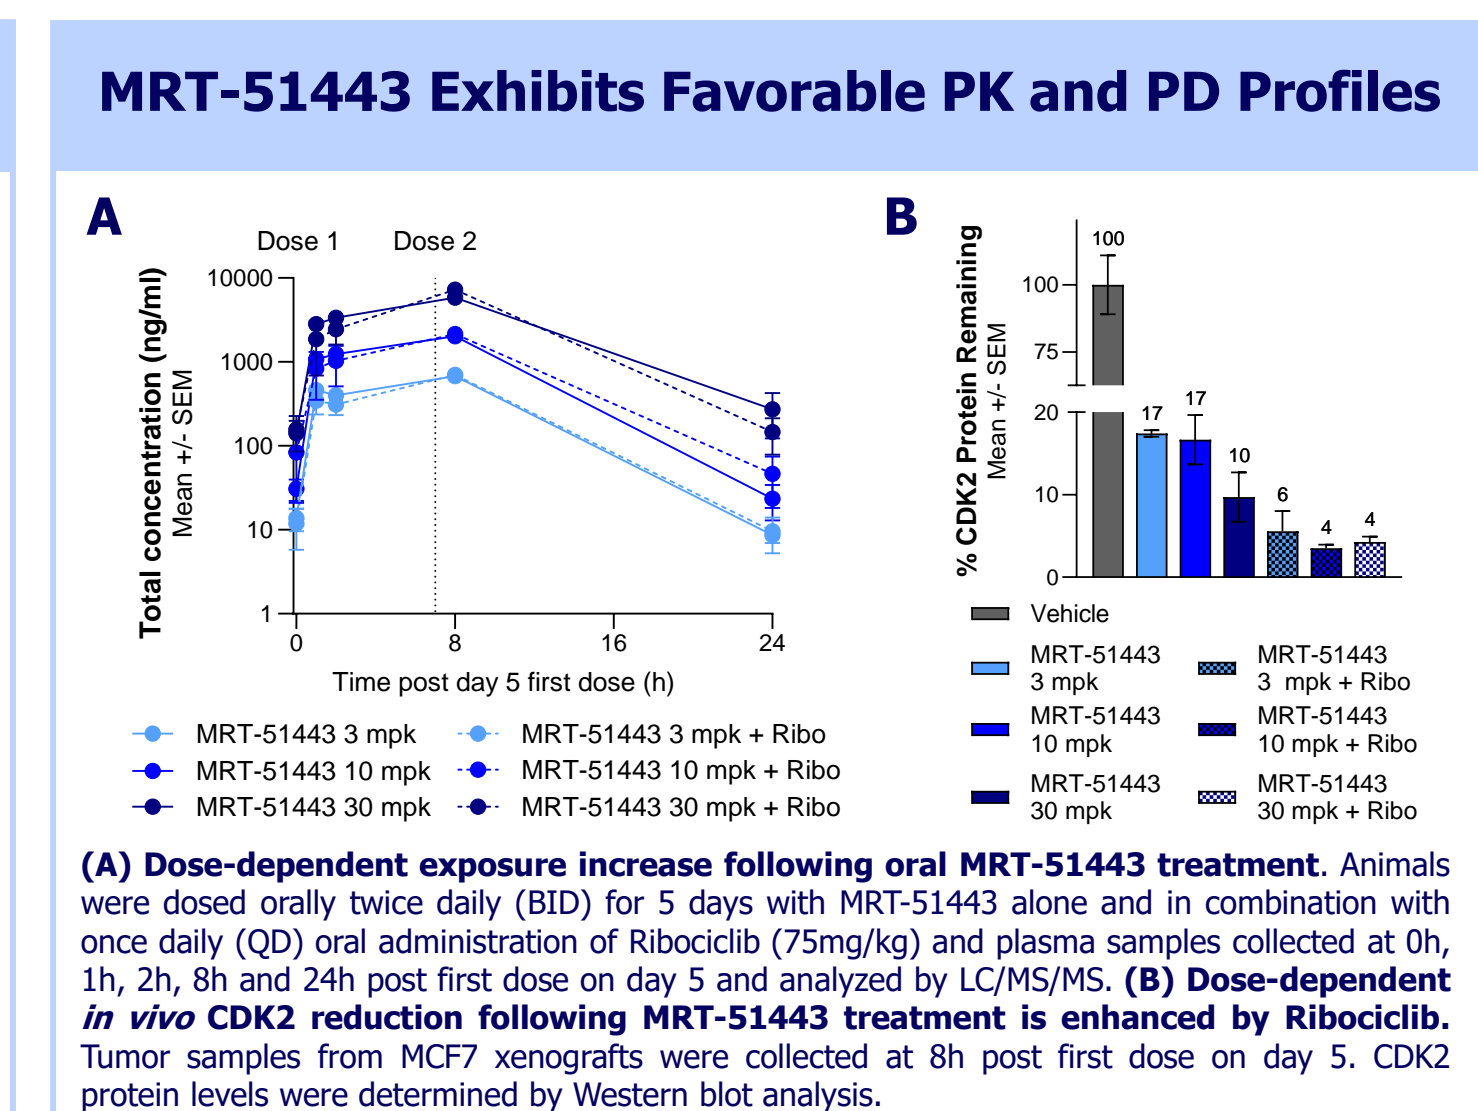 MRT-51443 Exhibits Favorable PK and PD Profiles
A
Dose 1
Dose 2
Total concentration (ng/ml)
Mean +/- SEM
10000
1000
100
10
1
0
8
16
24
Time post day 5 first dose (h)
MRT-51443 3 mpk
MRT-51443 3 mpk + Ribo
MRT-51443 10 mpk
MRT-51443 10 mpk + Ribo
MRT-51443 30 mpk
MRT-51443 30 mpk + Ribo
B
% CDK2 Protein Remaining
Mean +/- SEM
100
75
20
10
0
100
17
17
10
6
4
4
Vehicle
MRT-51443
3 mpk
MRT-51443
3 mpk + Ribo
MRT-51443
10 mpk
MRT-51443
10 mpk + Ribo
MRT-51443
30 mpk
MRT-51443
30 mpk + Ribo
(A) Dose-dependent exposure increase following oral MRT-51443 treatment. Animals
were dosed orally twice daily (BID) for 5 days with MRT-51443 alone and in combination with
once daily (QD) oral administration of Ribociclib (75mg/kg) and plasma samples collected at 0h,
1h, 2h, 8h and 24h post first dose on day 5 and analyzed by LC/MS/MS. (B) Dose-dependent
in vivo CDK2 reduction following MRT-51443 treatment is enhanced by Ribociclib.
Tumor samples from MCF7 xenografts were collected at 8h post first dose on day 5. CDK2
protein levels were determined by Western blot analysis.